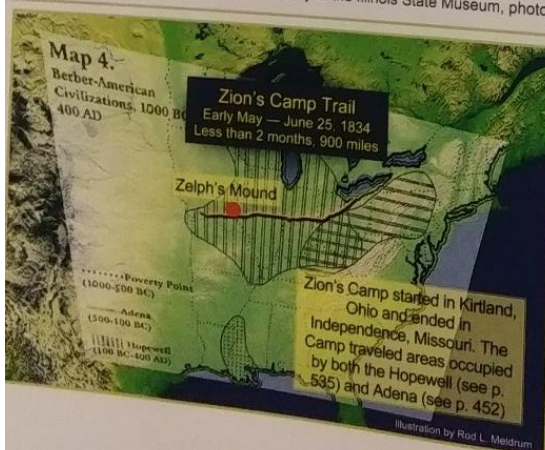 Illinois State Museum, photo
Map 4.
Berber-American
Civilizations, 1000 BC
400 AD
Zion's Camp Trail
Early May — June 25, 1834
Less than 2 months, 900 miles
Zelph's Mound
Poverty Point
(1000-500 BC)
Adena
(500-100 BC)
Hopewell
(100 BC-400 AD)
Zion's Camp started in Kirtland,
Ohio and ended in
Independence, Missouri. The
Camp traveled areas occupied
by both the Hopewell (see p.
535) and Adena (see p. 452)
Illustration by Rod L. Meldrum